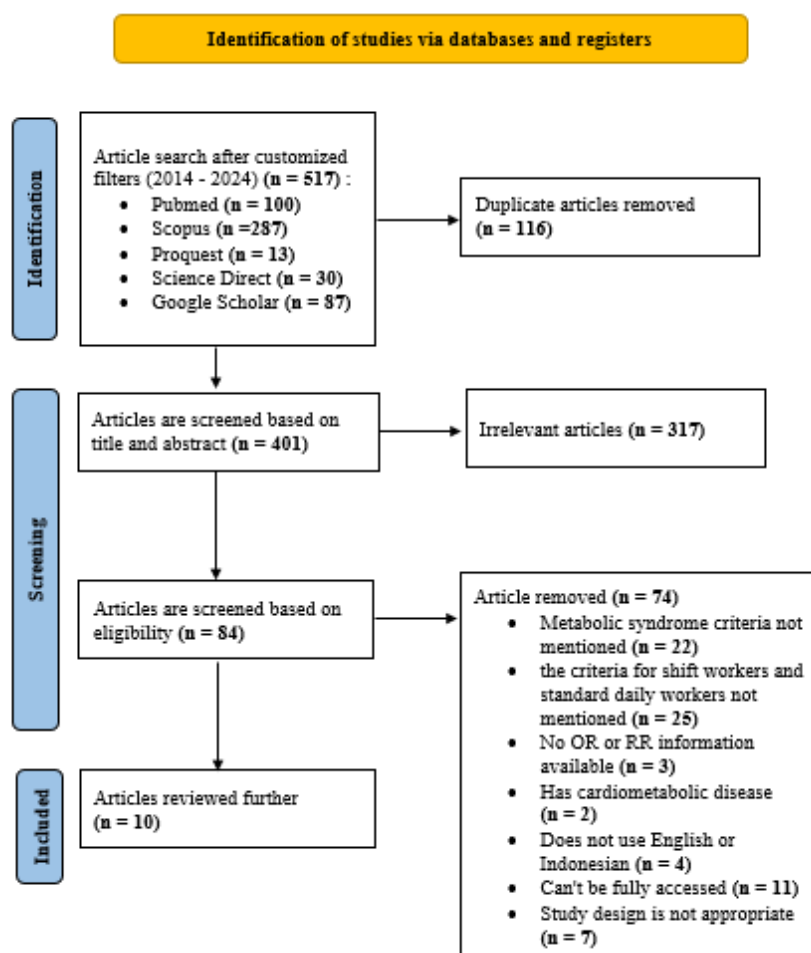 Identification of studies via databases and registers
Identification
Article search after customized
filters (2014 - 2024) (n = 517) :
• Pubmed (n = 100)
• Scopus (n =287)
• Proquest (n = 13)
• Science Direct (n = 30)
• Google Scholar (n = 87)
Duplicate articles removed
(n = 116)
Screening
Articles are screened based on
title and abstract (n = 401)
Irrelevant articles (n = 317)
Articles are screened based on
eligibility (n = 84)
Article removed (n = 74)
• Metabolic syndrome criteria not
mentioned (n = 22)
• the criteria for shift workers and
standard daily workers not
mentioned (n = 25)
• No OR or RR information
available (n = 3)
• Has cardiometabolic disease
(n = 2)
• Does not use English or
Indonesian (n = 4)
• Can't be fully accessed (n = 11)
• Study design is not appropriate
(n = 7)
Included
Articles reviewed further
(n = 10)